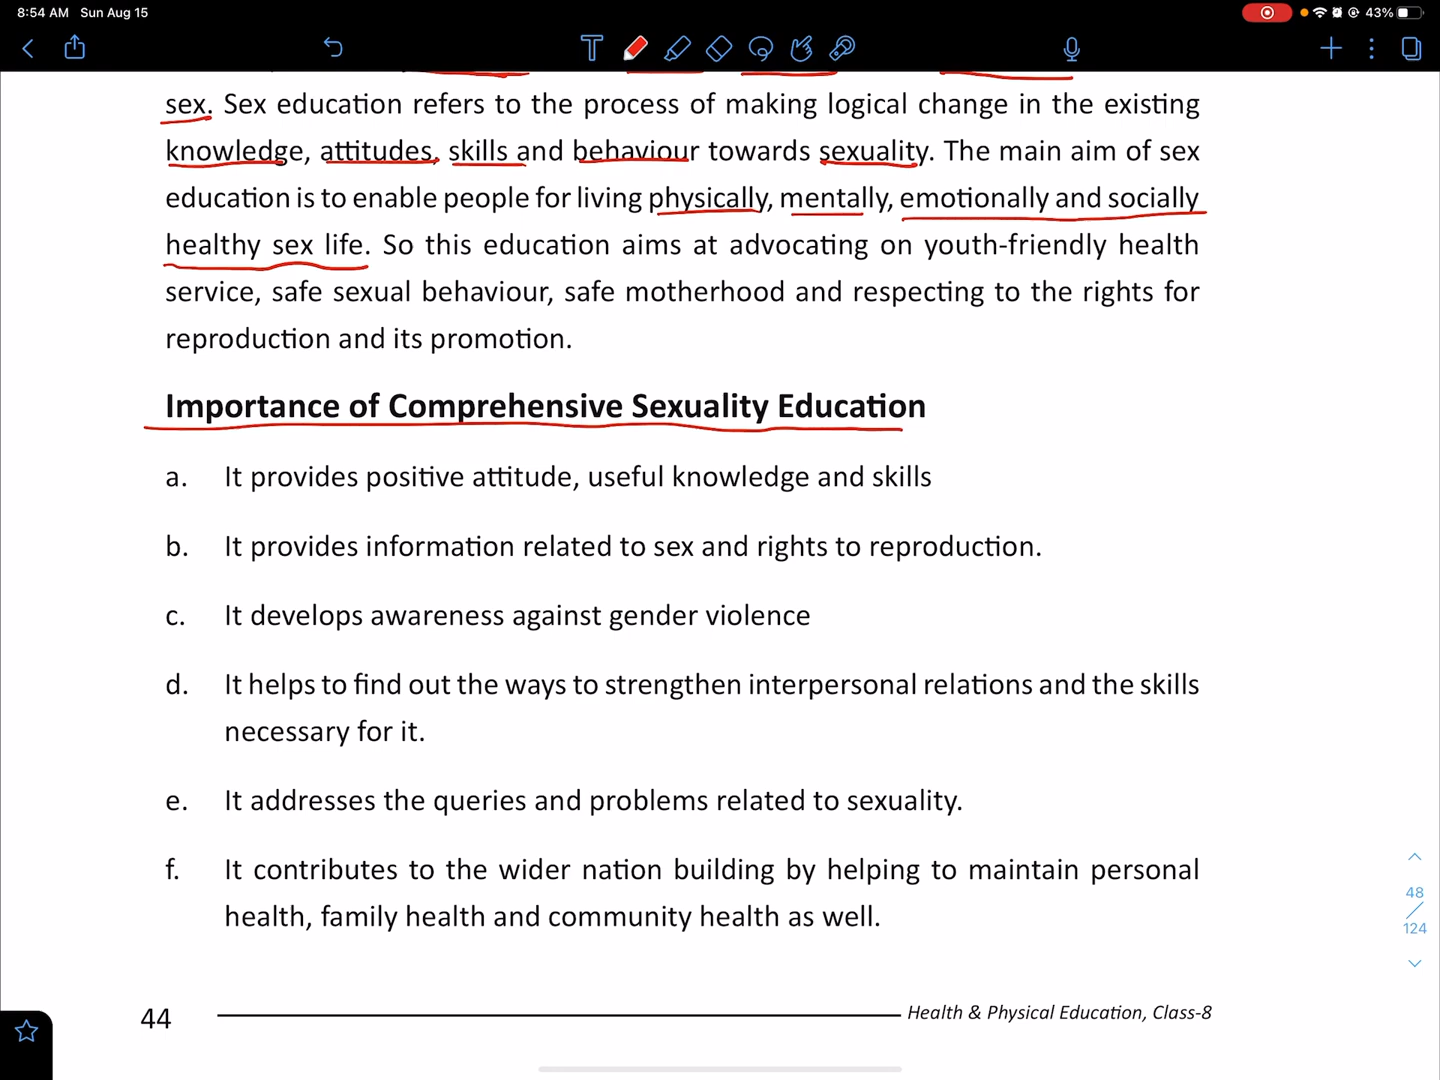 8:54 AM Sun Aug 15
43%
T
sex. Sex education refers to the process of making logical change in the existing
knowledge, attitudes, skills and behaviour towards sexuality. The main aim of sex
education is to enable people for living physically, mentally, emotionally and socially
healthy sex life. So this education aims at advocating on youth-friendly health
service, safe sexual behaviour, safe motherhood and respecting to the rights for
reproduction and its promotion.
Importance of Comprehensive Sexuality Education
a. It provides positive attitude, useful knowledge and skills
b. It provides information related to sex and rights to reproduction.
c. It develops awareness against gender violence
d. It helps to find out the ways to strengthen interpersonal relations and the skills
necessary for it.
e. It addresses the queries and problems related to sexuality.
f. It contributes to the wider nation building by helping to maintain personal
health, family health and community health as well.
48
/
124
44
Health & Physical Education, Class-8